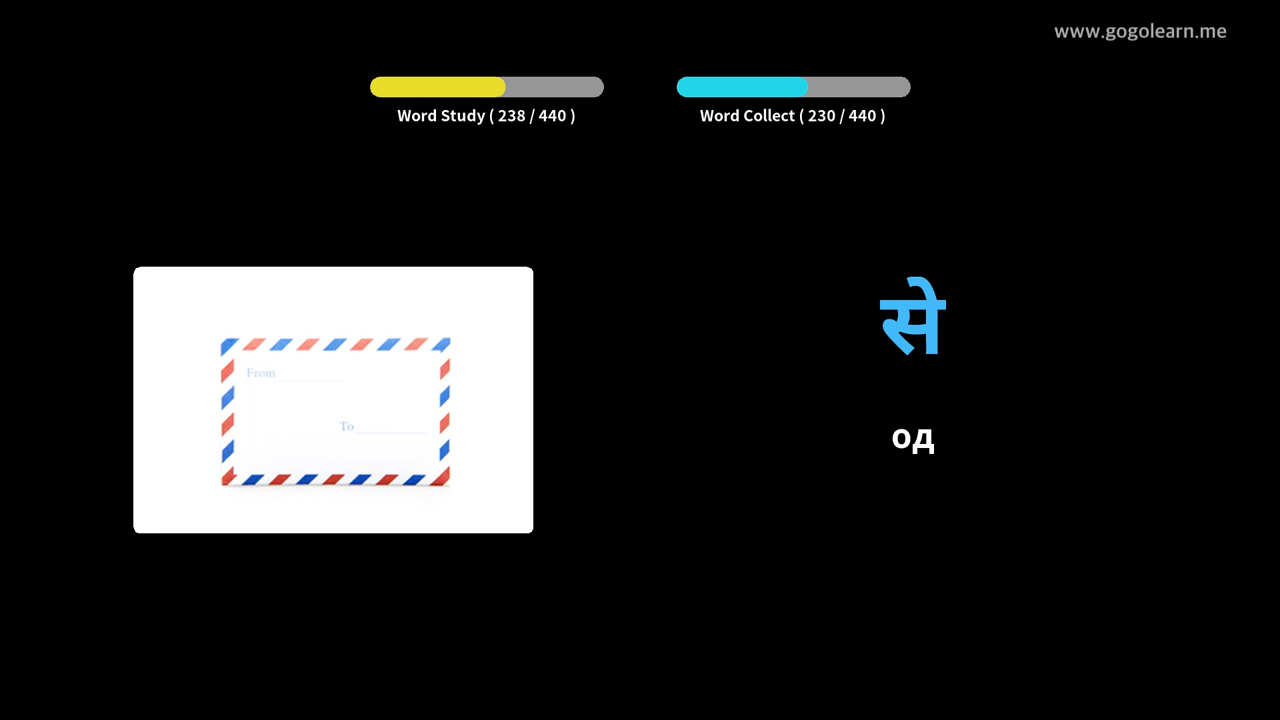 www.gogolearn.me
Word Study ( 238 / 440 )
Word Collect ( 230 / 440 )
From
To
से
од